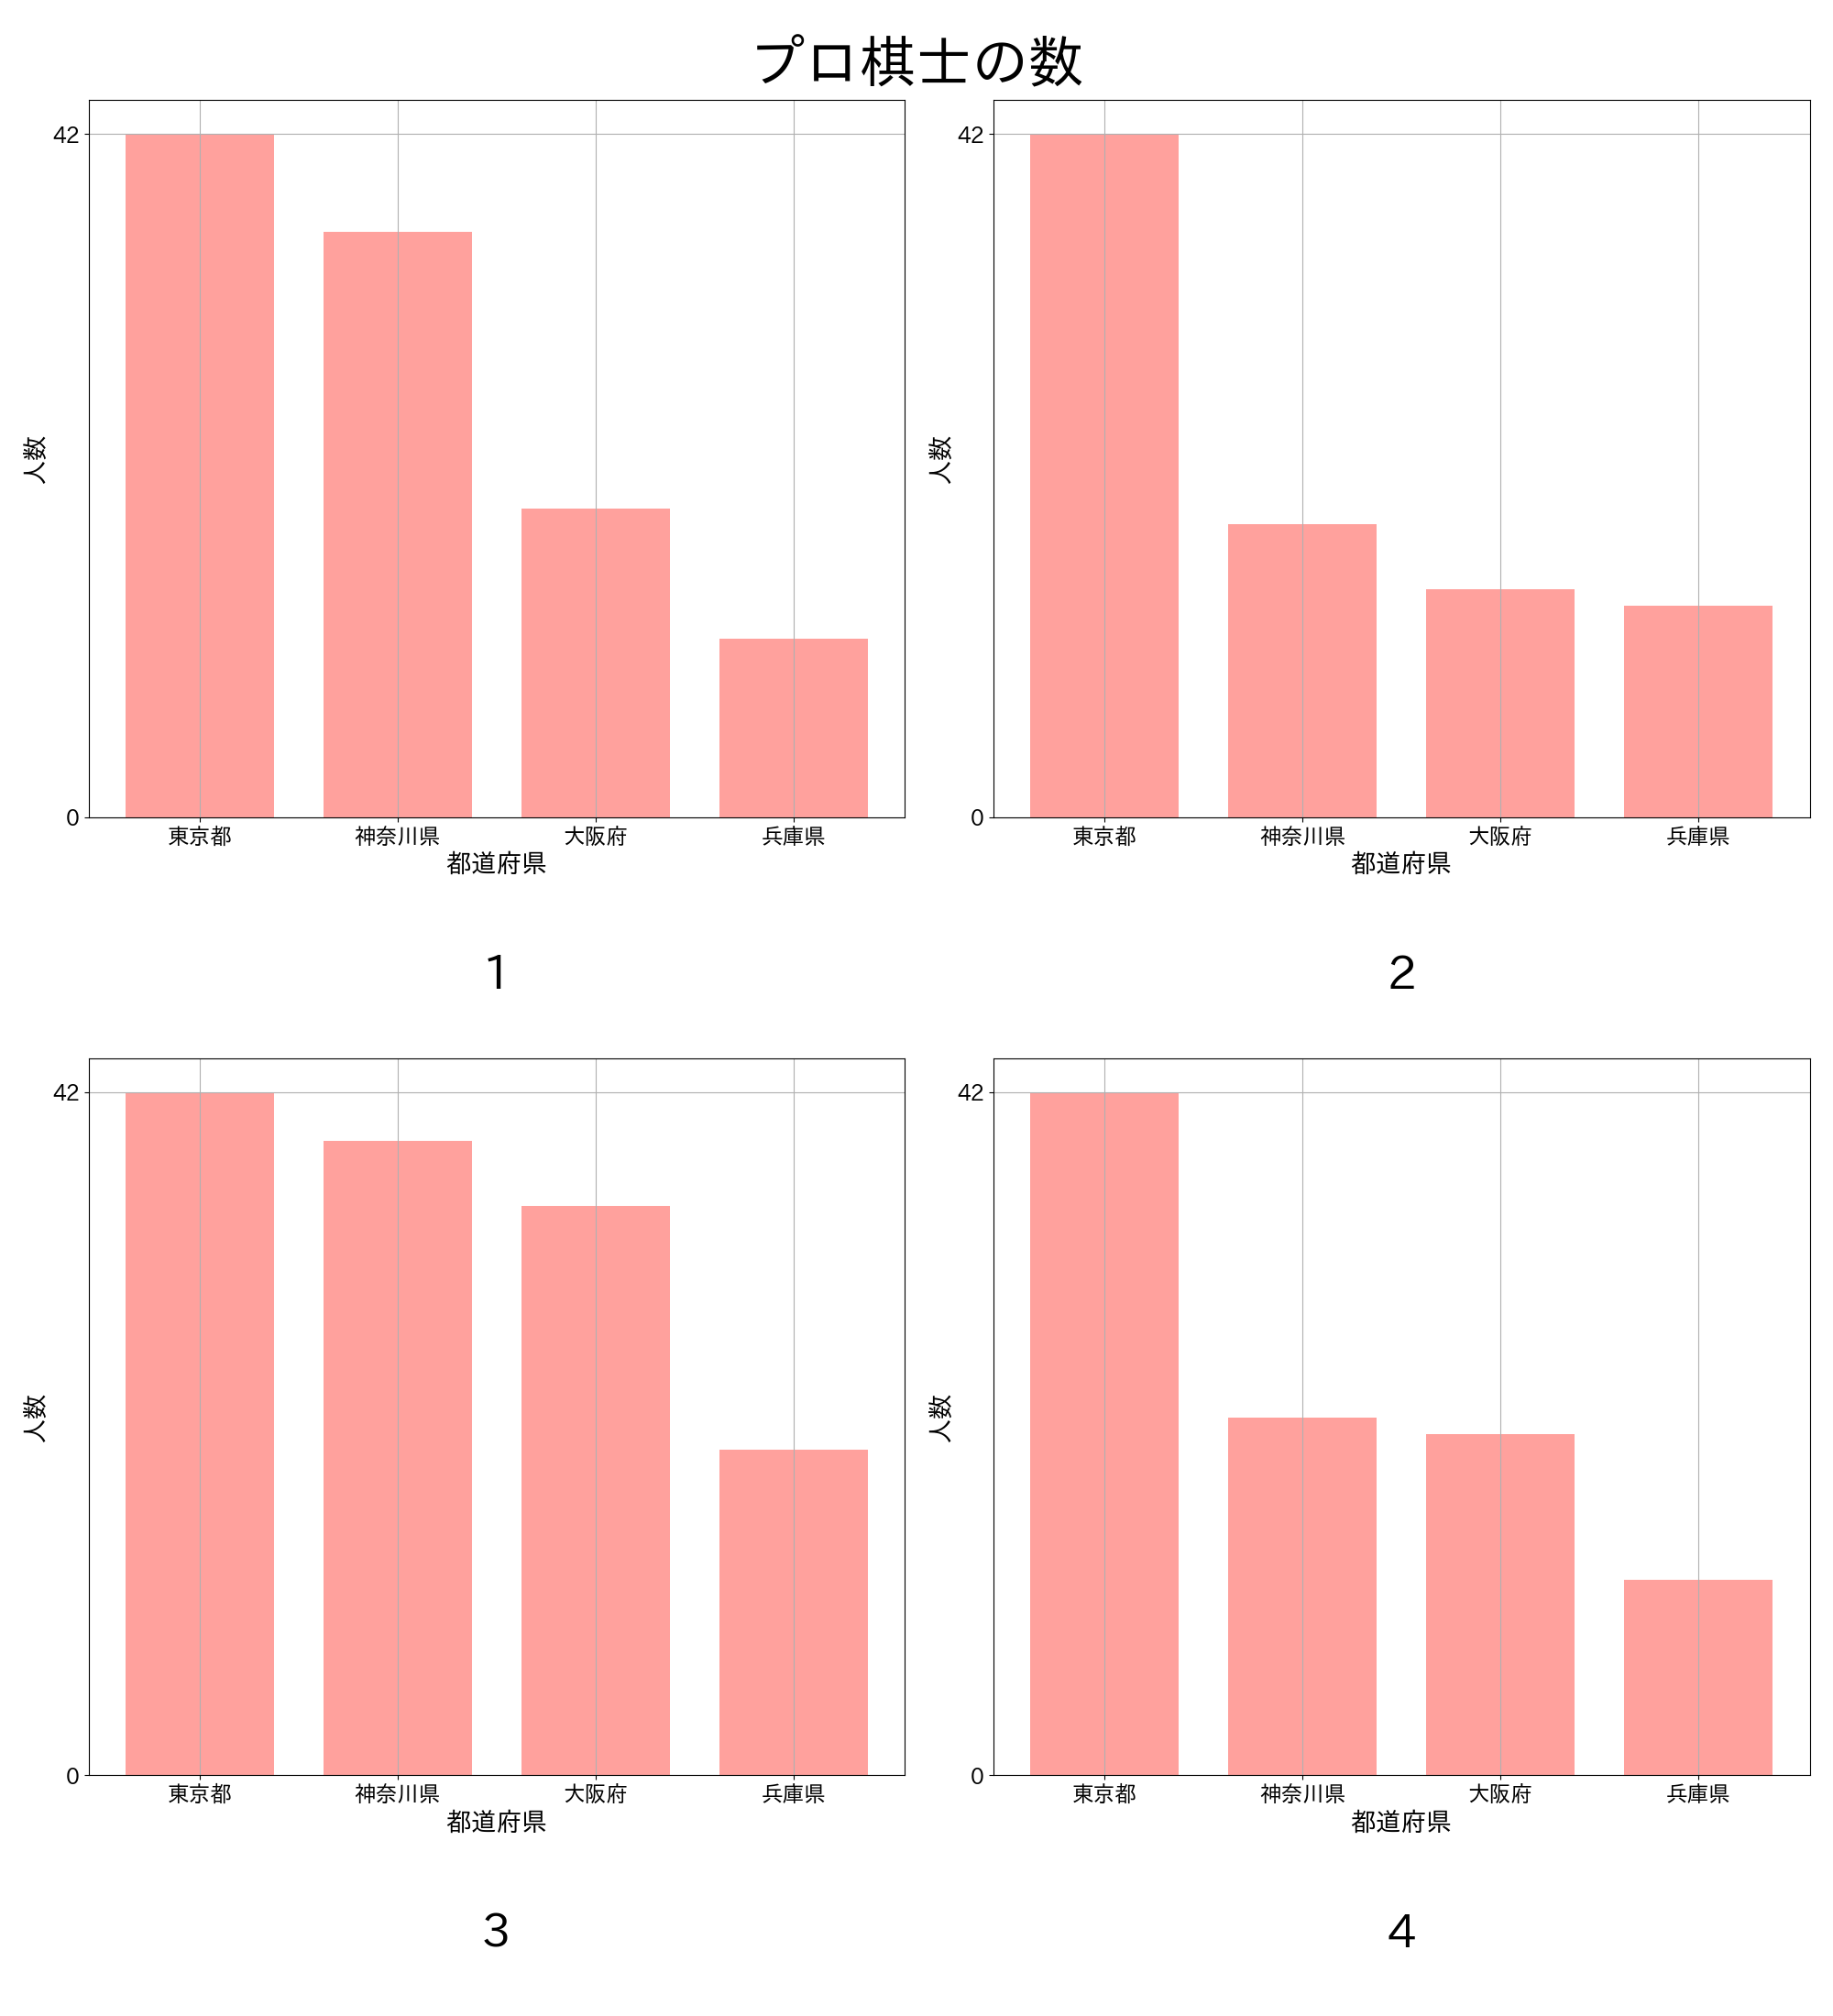 プロ棋士の数
42
0
人数
東京都 神奈川県 大阪府 兵庫県
都道府県
1
42
0
人数
東京都 神奈川県 大阪府 兵庫県
都道府県
2
42
0
人数
東京都 神奈川県 大阪府 兵庫県
都道府県
3
42
0
人数
東京都 神奈川県 大阪府 兵庫県
都道府県
4